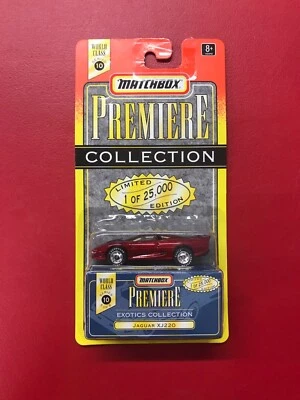 WORLD CLASS
10
8+
MATCHBOX
PREMIERE
COLLECTION
LIMITED
1 OF 25,000
EDITION
MATCHBOX
WORLD CLASS
10
PREMIERE
EXOTICS COLLECTION
JAGUAR XJ220